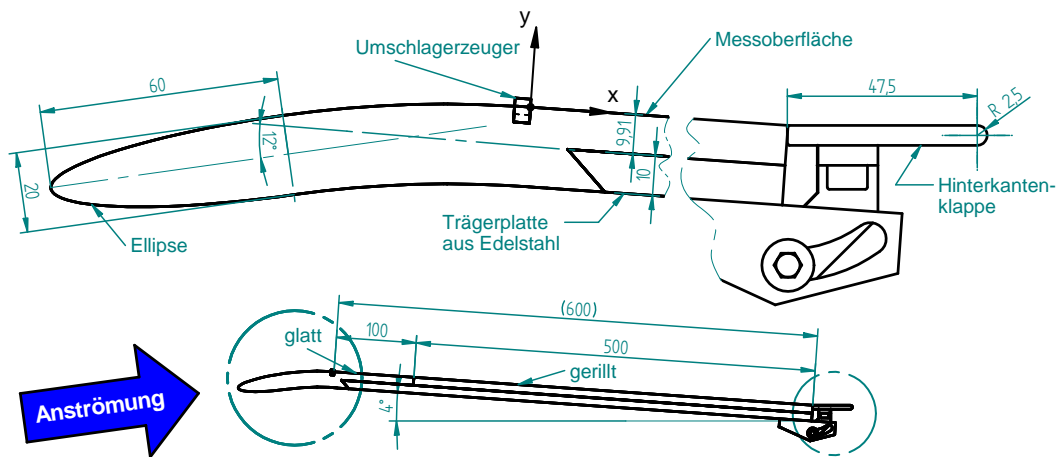 y
Umschlagerzeuger
Messoberfläche
60
x
47,5
R 2,5
12°
9,91
20
10
Hinterkanten-
klappe
Trägerplatte
aus Edelstahl
Ellipse
(600)
100
500
glatt
gerillt
4°
Anströmung